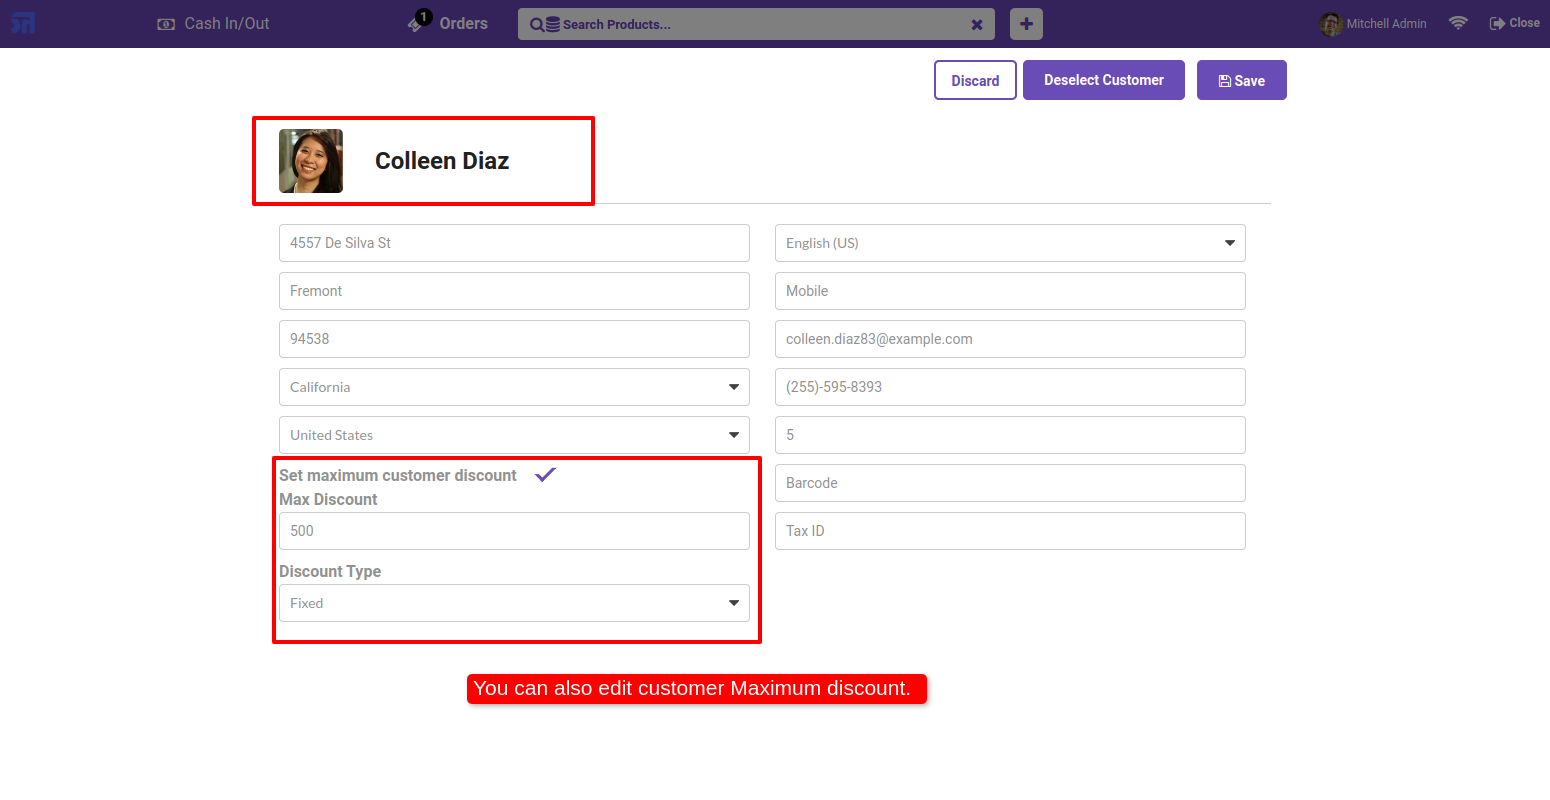 Cash In/Out
1
Orders
Search Products...
Mitchell Admin
Close
Discard
Deselect Customer
Save
Colleen Diaz
4557 De Silva St
English (US)
Fremont
Mobile
94538
colleen.diaz83@example.com
California
(255)-595-8393
United States
5
Set maximum customer discount
Barcode
Max Discount
500
Tax ID
Discount Type
Fixed
You can also edit customer Maximum discount.